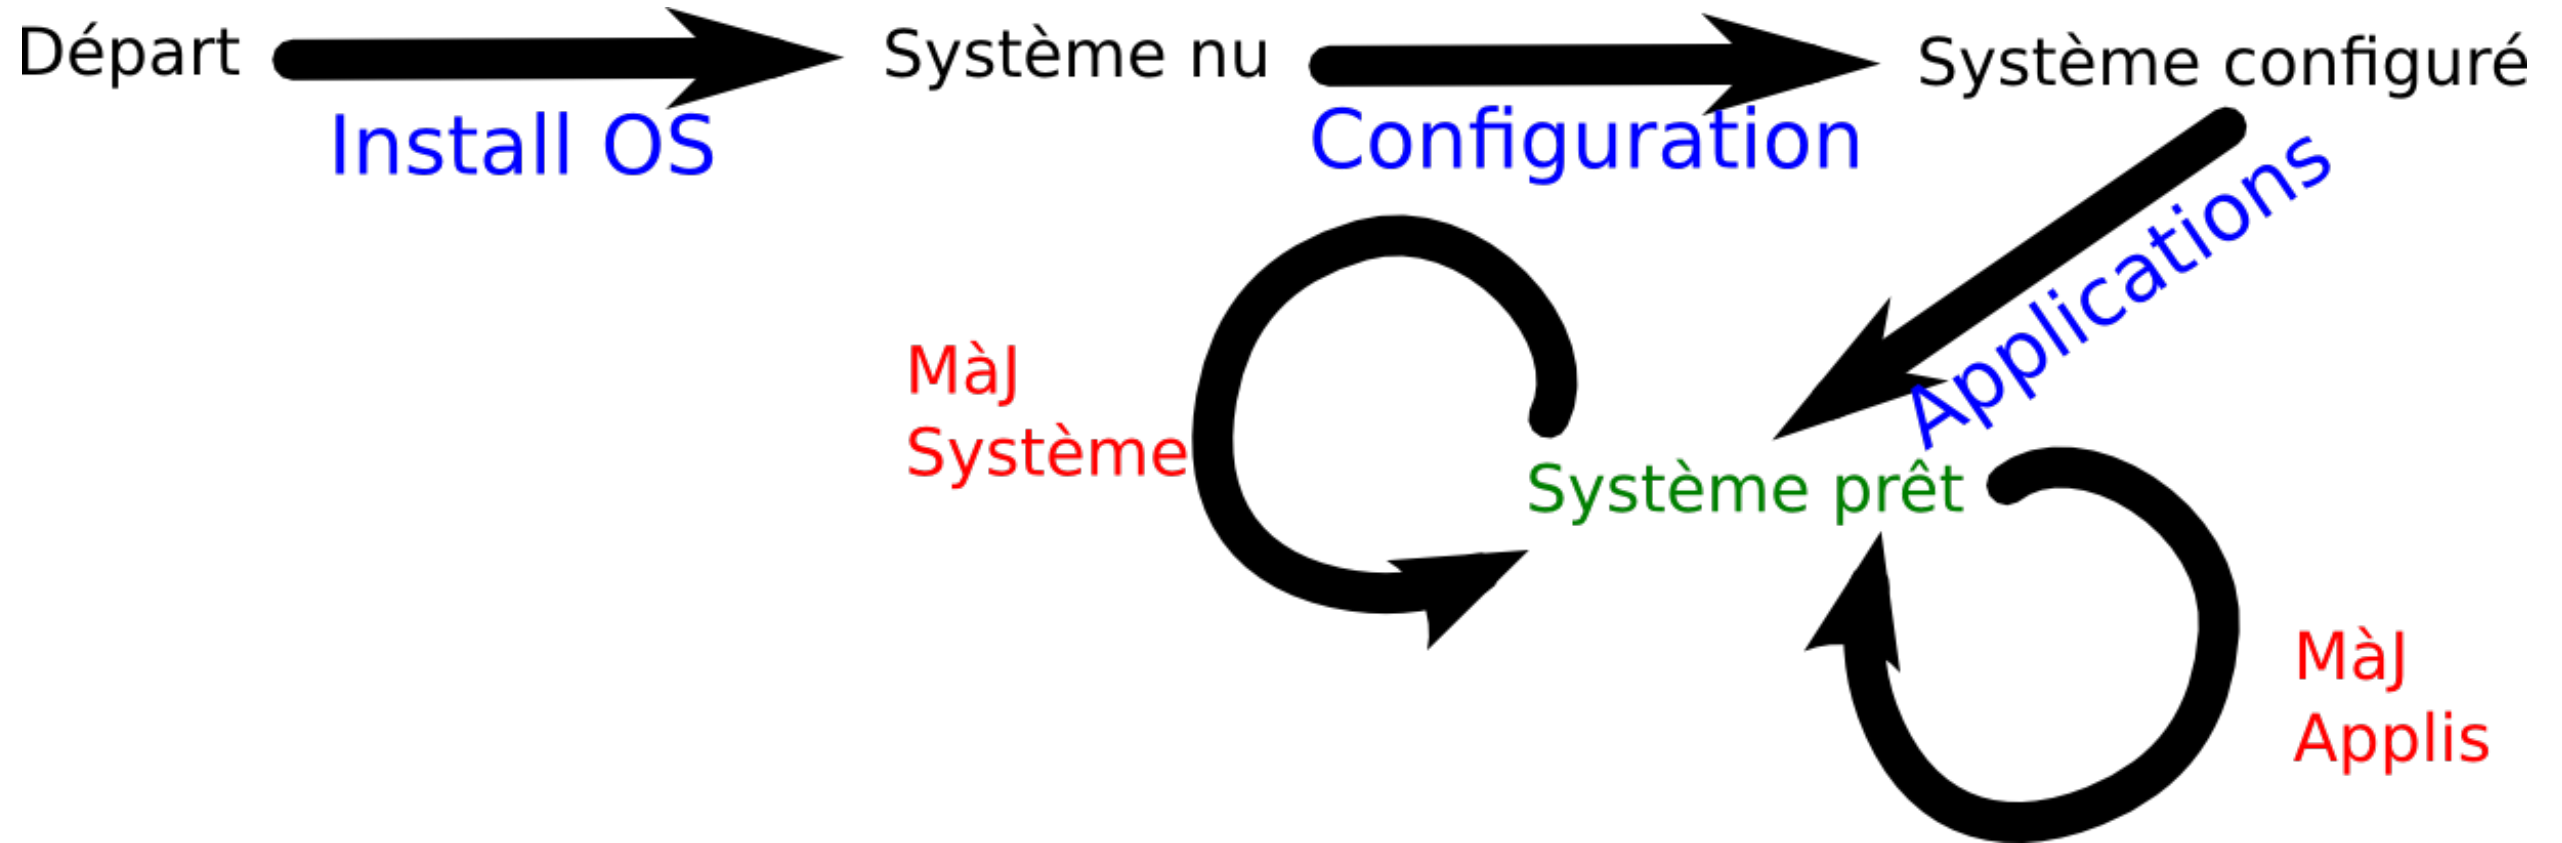 Départ
Système nu
Système configuré
Install OS
Configuration
Applications
MàJ
Système
Système prêt
MàJ
Applis